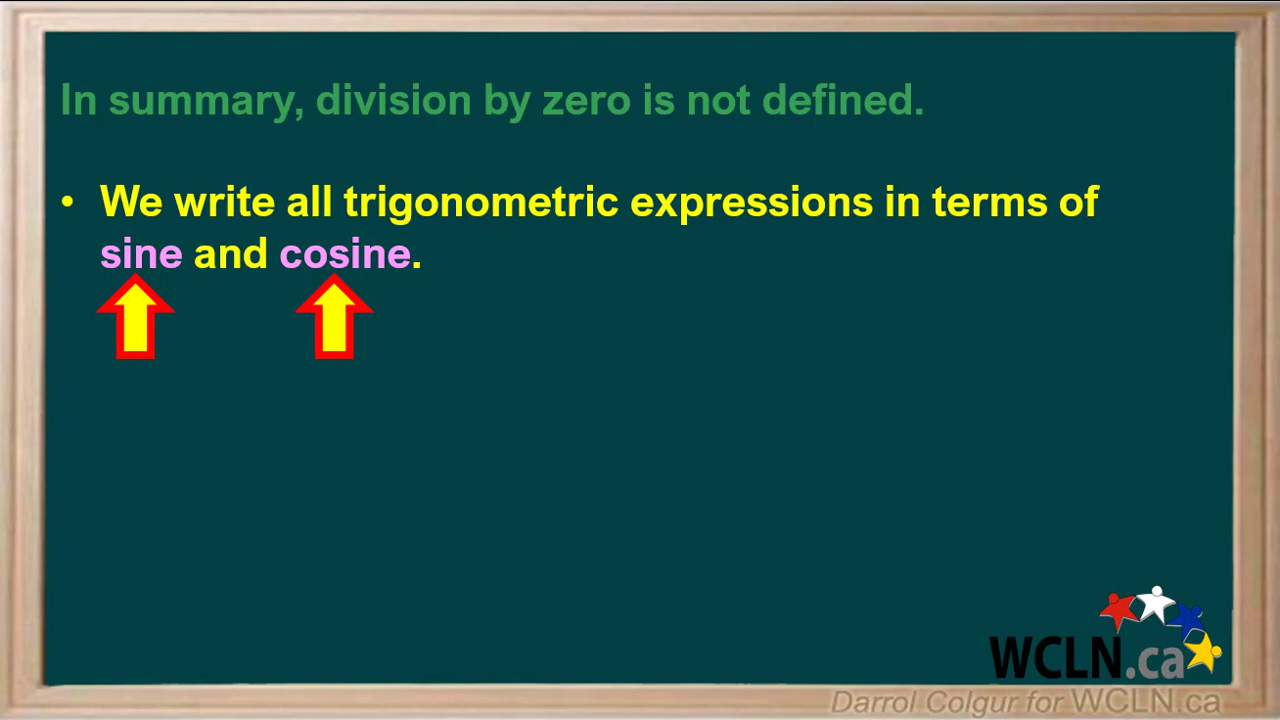 In summary, division by zero is not defined.
• We write all trigonometric expressions in terms of
sine and cosine.
WCLN.ca
Darrol Colgur for WCLN.ca